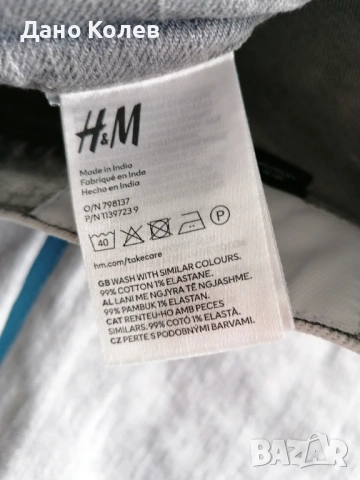 Дано Колев
H&M
Made in India
Fabriqué en Inde
Hecho en India
O/N 798137
P/N 1139723 9
40
P
hm.com/takecare
GB WASH WITH SIMILAR COLOURS.
99% COTTON 1% ELASTANE.
AL LANI ME NGJYRA TË NGJASHME.
99% PAMBUK 1% ELASTAN.
CAT RENTEU-HO AMB PECES
SIMILARS. 99% COTÓ 1% ELASTÀ.
CZ PERTE S PODOBNÝMI BARVAMI.
BAZAR